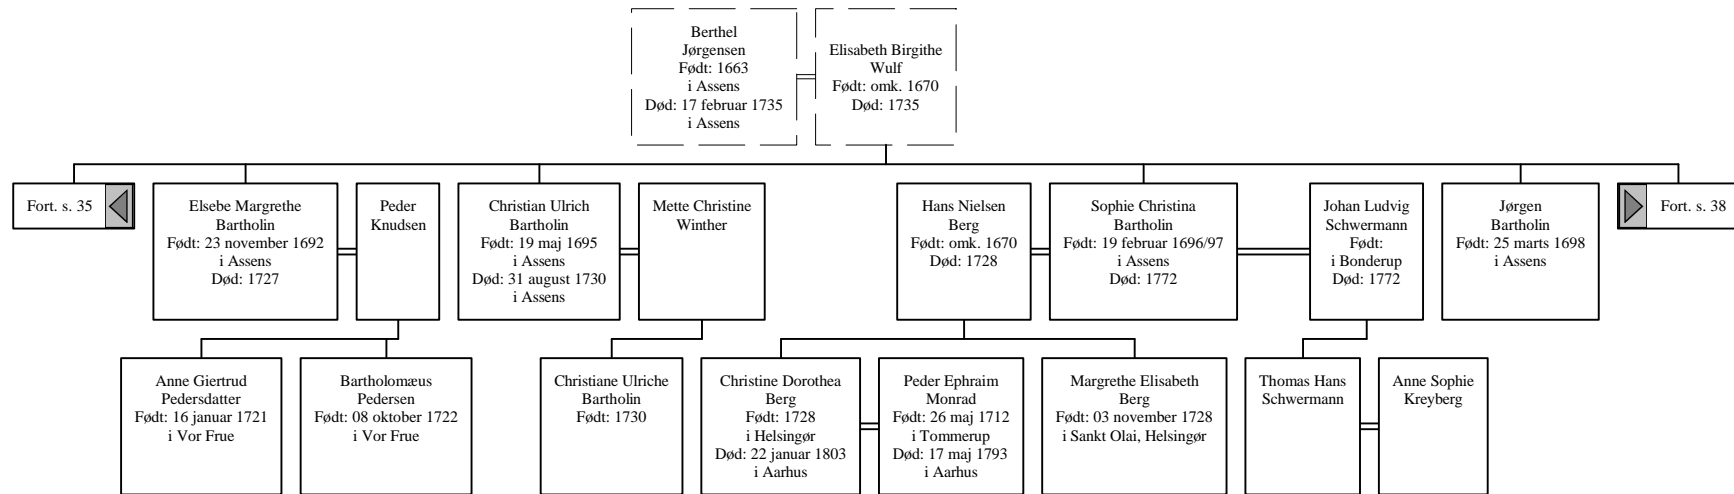 Berthel
Jørgensen
Født: 1663
i Assens
Død: 17 februar 1735
i Assens
Elisabeth Birgithe
Wulf
Født: omk. 1670
Død: 1735
Fort. s. 35
Elsebe Margrethe
Bartholin
Født: 23 november 1692
i Assens
Død: 1727
Peder
Knudsen
Christian Ulrich
Bartholin
Født: 19 maj 1695
i Assens
Død: 31 august 1730
i Assens
Mette Christine
Winther
Hans Nielsen
Berg
Født: omk. 1670
Død: 1728
Sophie Christina
Bartholin
Født: 19 februar 1696/97
i Assens
Død: 1772
Johan Ludvig
Schwermann
Født:
i Bonderup
Død: 1772
Jørgen
Bartholin
Født: 25 marts 1698
i Assens
Fort. s. 38
Anne Giertrud
Pedersdatter
Født: 16 januar 1721
i Vor Frue
Bartholomæus
Pedersen
Født: 08 oktober 1722
i Vor Frue
Christiane Ulriche
Bartholin
Født: 1730
Christine Dorothea
Berg
Født: 1728
i Helsingør
Død: 22 januar 1803
i Aarhus
Peder Ephraim
Monrad
Født: 26 maj 1712
i Tommerup
Død: 17 maj 1793
i Aarhus
Margrethe Elisabeth
Berg
Født: 03 november 1728
i Sankt Olai, Helsingør
Thomas Hans
Schwermann
Anne Sophie
Kreyberg